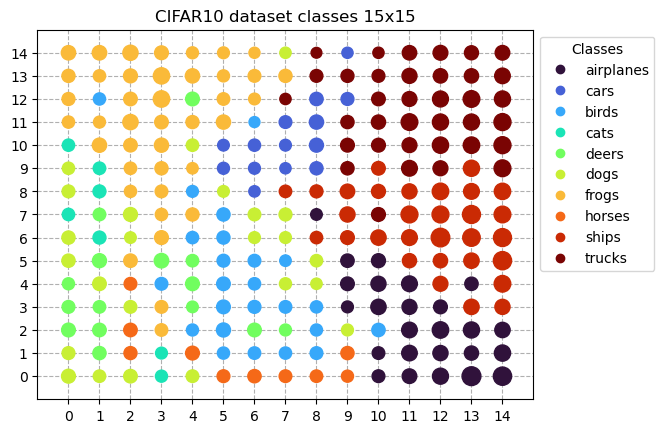 CIFAR10 dataset classes 15x15
14
13
12
11
10
9
8
7
6
5
4
3
2
1
0
0 1 2 3 4 5 6 7 8 9 10 11 12 13 14
Classes
airplanes
cars
birds
cats
deers
dogs
frogs
horses
ships
trucks